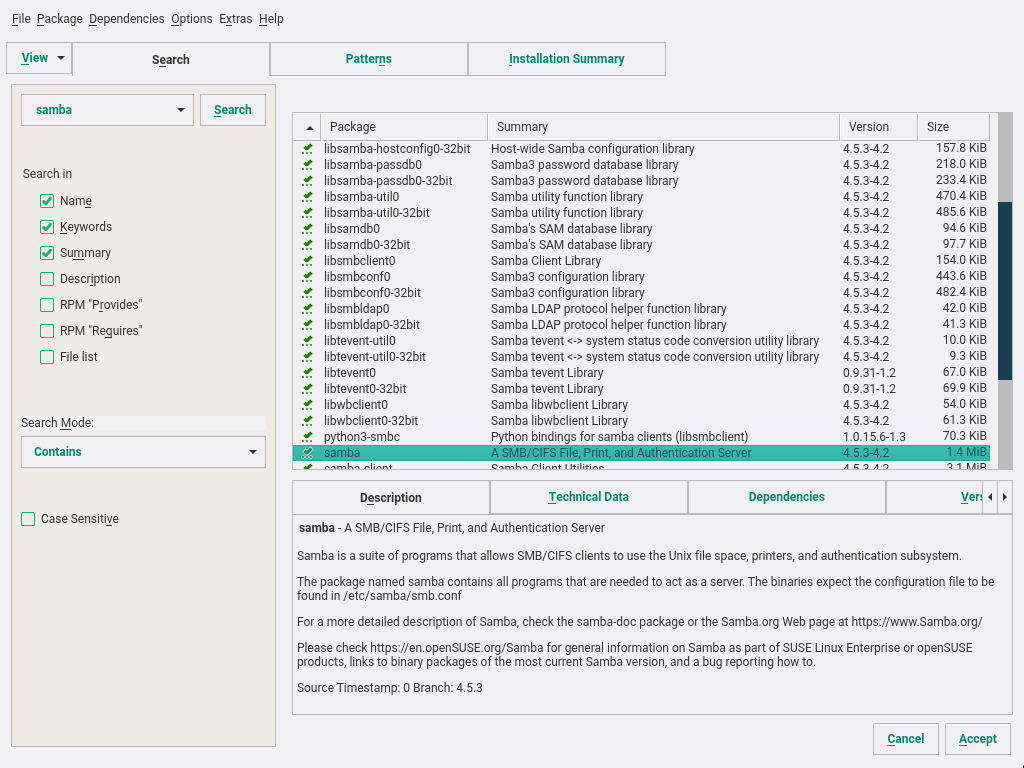 File Package Dependencies Options Extras Help
View Search Patterns Installation Summary
samba Search
Search in
Name
Keywords
Summary
Description
RPM "Provides"
RPM "Requires"
File list
Search Mode:
Contains
Case Sensitive
Package Summary Version Size
libsamba-hostconfig0-32bit Host-wide Samba configuration library 4.5.3-4.2 157.8 KiB
libsamba-passdb0 Samba3 password database library 4.5.3-4.2 218.0 KiB
libsamba-passdb0-32bit Samba3 password database library 4.5.3-4.2 233.4 KiB
libsamba-util0 Samba utility function library 4.5.3-4.2 470.4 KiB
libsamba-util0-32bit Samba utility function library 4.5.3-4.2 485.6 KiB
libsamdb0 Samba's SAM database library 4.5.3-4.2 94.6 KiB
libsamdb0-32bit Samba's SAM database library 4.5.3-4.2 97.7 KiB
libsmbclient0 Samba Client Library 4.5.3-4.2 154.0 KiB
libsmbconf0 Samba3 configuration library 4.5.3-4.2 443.6 KiB
libsmbconf0-32bit Samba3 configuration library 4.5.3-4.2 482.4 KiB
libsmbldap0 Samba LDAP protocol helper function library 4.5.3-4.2 42.0 KiB
libsmbldap0-32bit Samba LDAP protocol helper function library 4.5.3-4.2 41.3 KiB
libtevent-util0 Samba tevent <-> system status code conversion utility library 4.5.3-4.2 10.0 KiB
libtevent-util0-32bit Samba tevent <-> system status code conversion utility library 4.5.3-4.2 9.3 KiB
libtevent0 Samba tevent Library 0.9.31-1.2 67.0 KiB
libtevent0-32bit Samba tevent Library 0.9.31-1.2 69.9 KiB
libwbclient0 Samba libwbclient Library 4.5.3-4.2 54.0 KiB
libwbclient0-32bit Samba libwbclient Library 4.5.3-4.2 61.3 KiB
python3-smbc Python bindings for samba clients (libsmbclient) 1.0.15.6-1.3 70.3 KiB
samba A SMB/CIFS File, Print, and Authentication Server 4.5.3-4.2 1.4 MiB
samba-client Samba Client Utilities 4.5.3-4.2 3.1 MiB
Description Technical Data Dependencies Vers
samba - A SMB/CIFS File, Print, and Authentication Server
Samba is a suite of programs that allows SMB/CIFS clients to use the Unix file space, printers, and authentication subsystem.
The package named samba contains all programs that are needed to act as a server. The binaries expect the configuration file to be
found in /etc/samba/smb.conf
For a more detailed description of Samba, check the samba-doc package or the Samba.org Web page at https://www.Samba.org/
Please check https://en.openSUSE.org/Samba for general information on Samba as part of SUSE Linux Enterprise or openSUSE
products, links to binary packages of the most current Samba version, and a bug reporting how to.
Source Timestamp: 0 Branch: 4.5.3
Cancel Accept